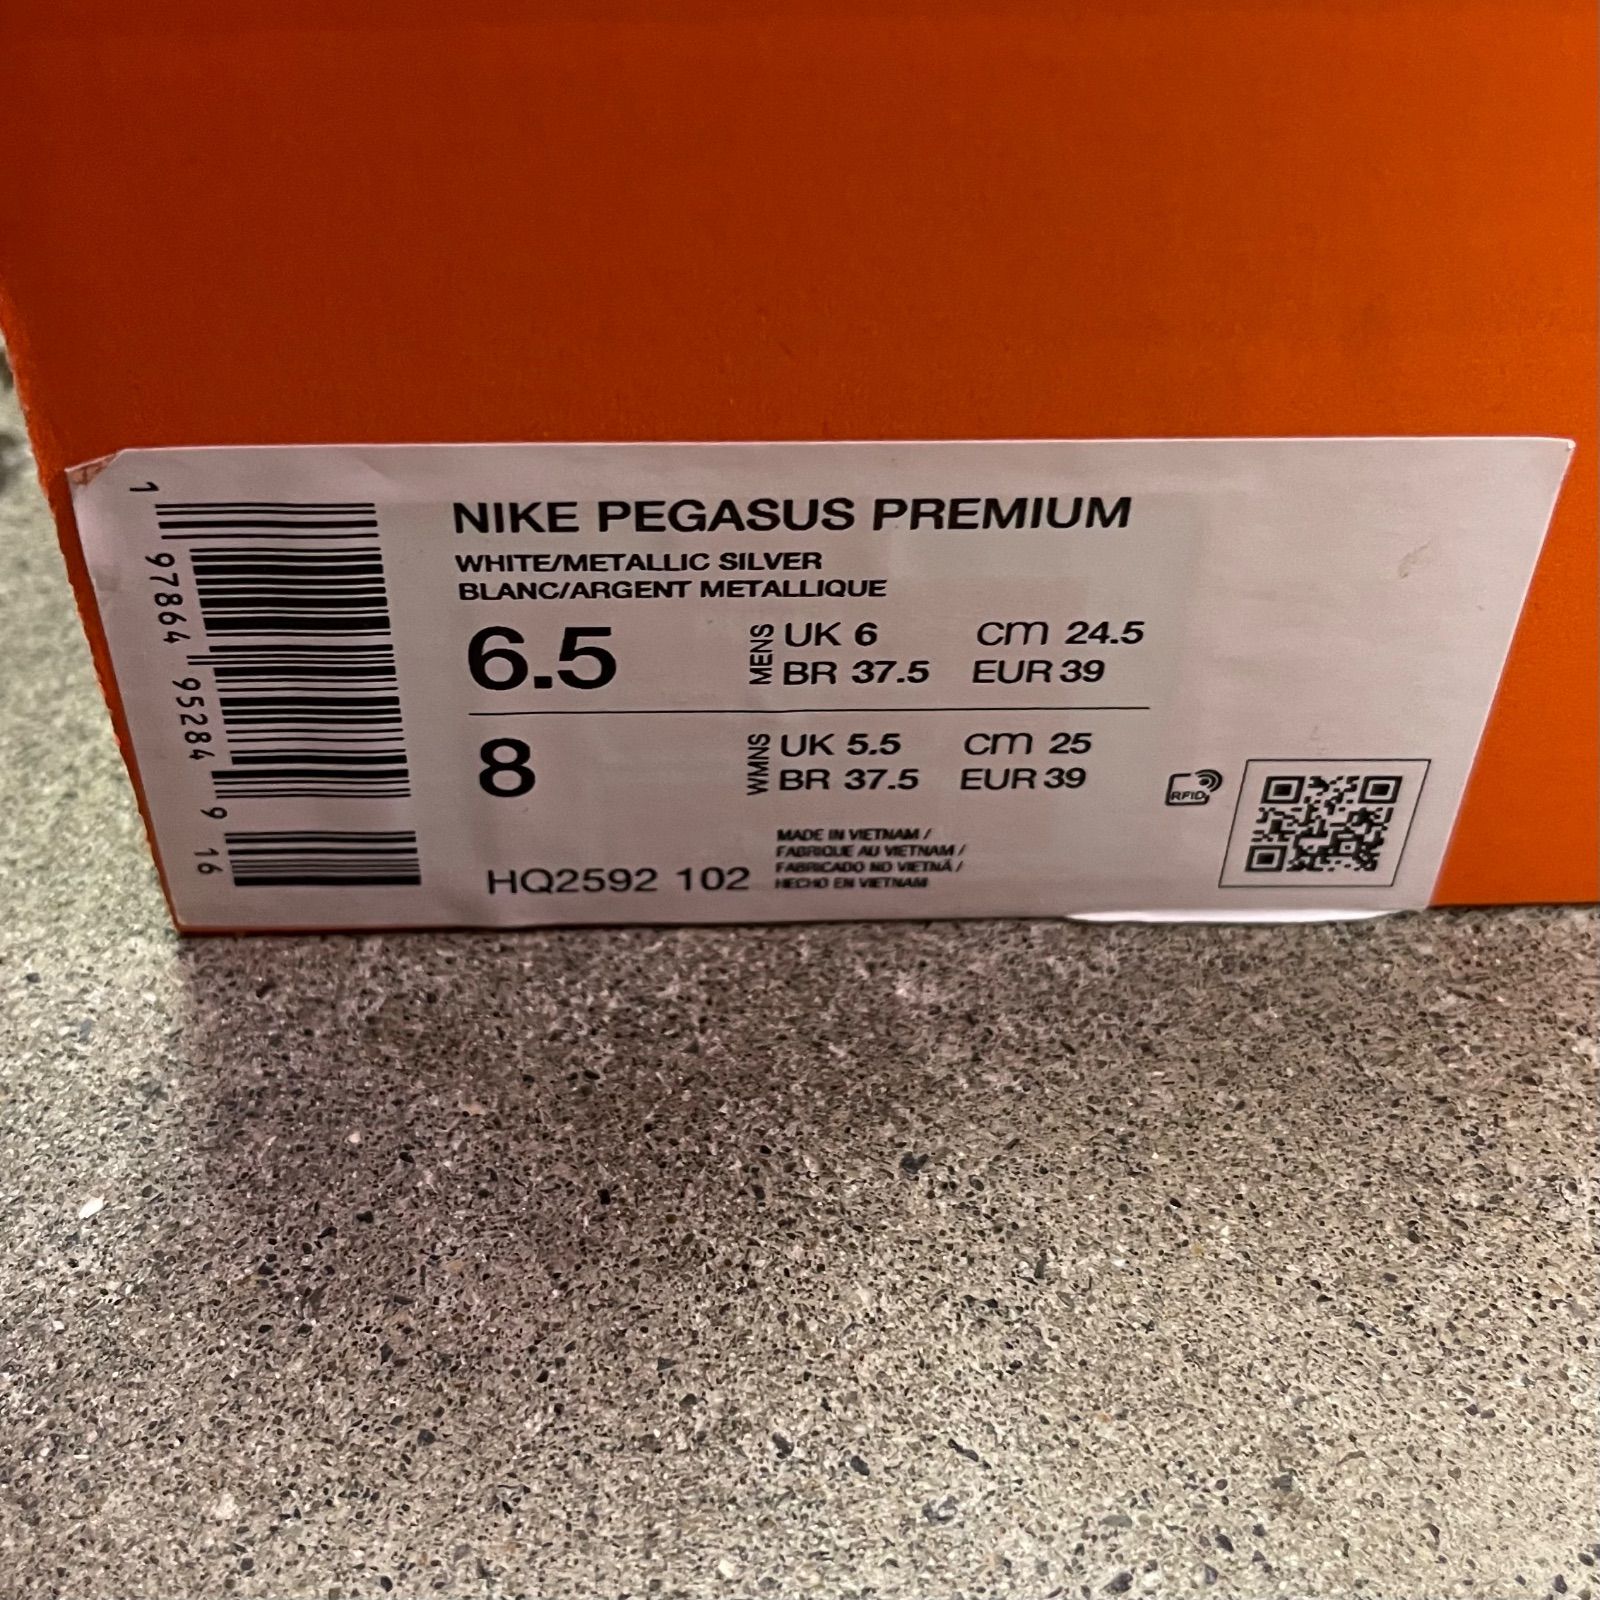 NIKE PEGASUS PREMIUM
WHITE/METALLIC SILVER
BLANC/ARGENT METALLIQUE
6.5 MENS UK 6 cm 24.5
BR 37.5 EUR 39
8 WMNS UK 5.5 cm 25
BR 37.5 EUR 39
MADE IN VIETNAM /
FABRIQUE AU VIETNAM /
FABRICADO NO VIETNÃ /
HECHO EN VIETNAM
HQ2592 102
RFID
1 97864 95284 9 16